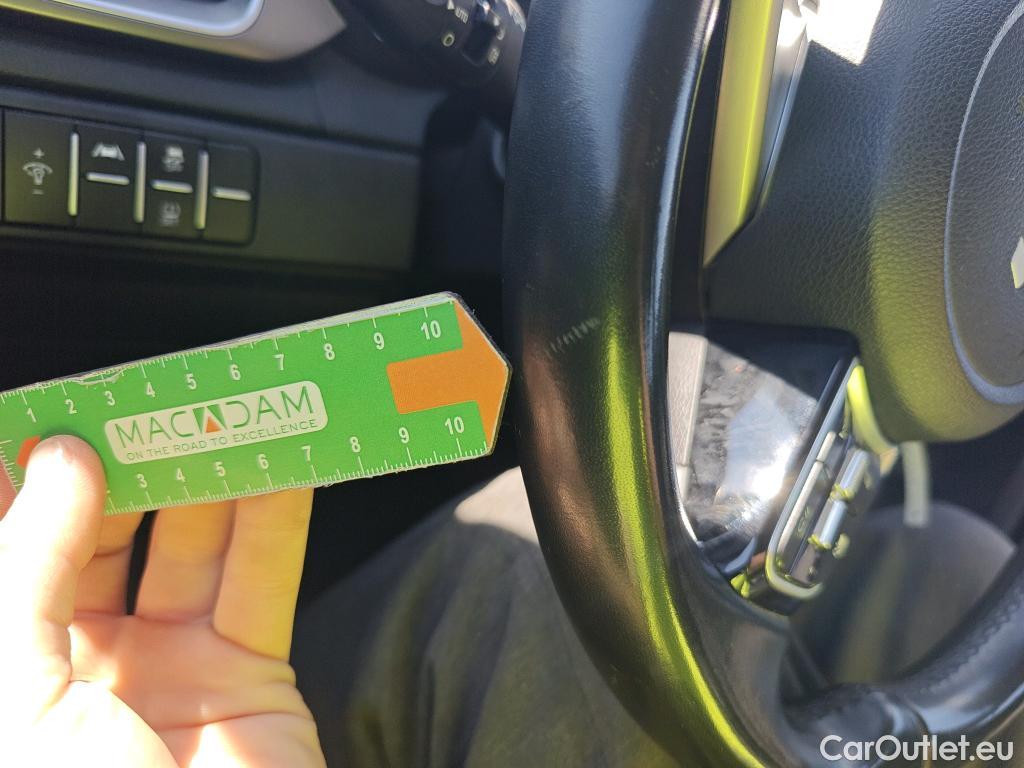 AUTO
1 2 3 4 5 6 7 8 9 10
MACADAM
ON THE ROAD TO EXCELLENCE
3 4 5 6 7 8 9 10
CarOutlet.eu